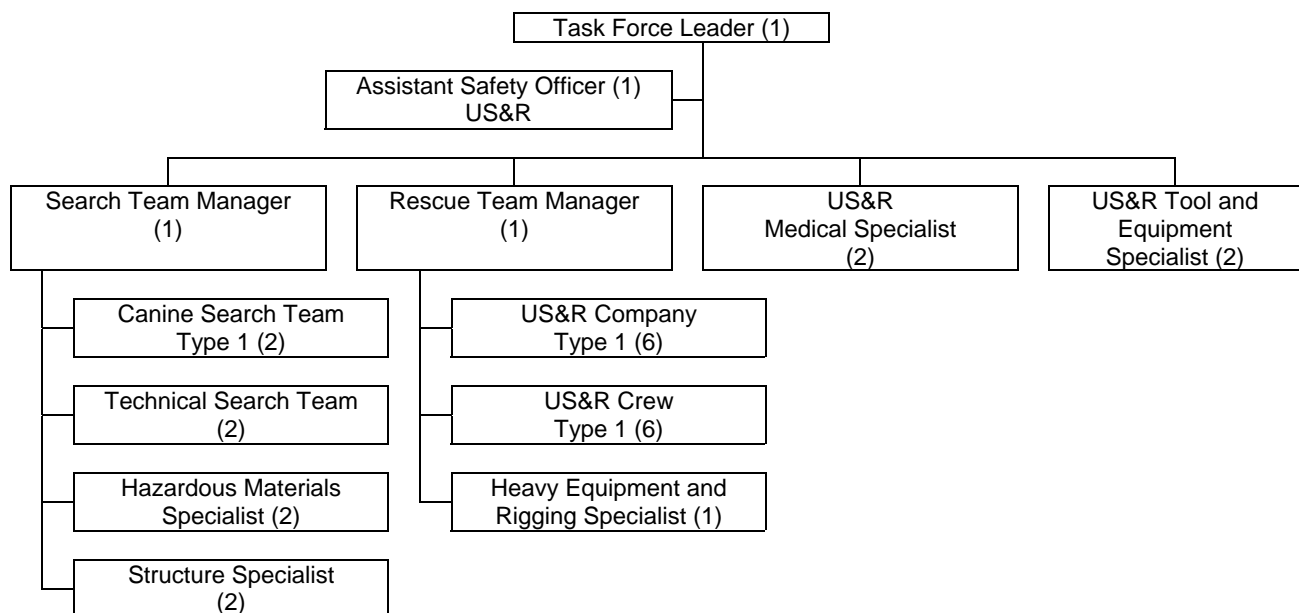 Task Force Leader (1)
Assistant Safety Officer (1)
US&R
Search Team Manager
(1)
Rescue Team Manager
(1)
US&R
Medical Specialist
(2)
US&R Tool and
Equipment
Specialist (2)
Canine Search Team
Type 1 (2)
Technical Search Team
(2)
Hazardous Materials
Specialist (2)
Structure Specialist
(2)
US&R Company
Type 1 (6)
US&R Crew
Type 1 (6)
Heavy Equipment and
Rigging Specialist (1)